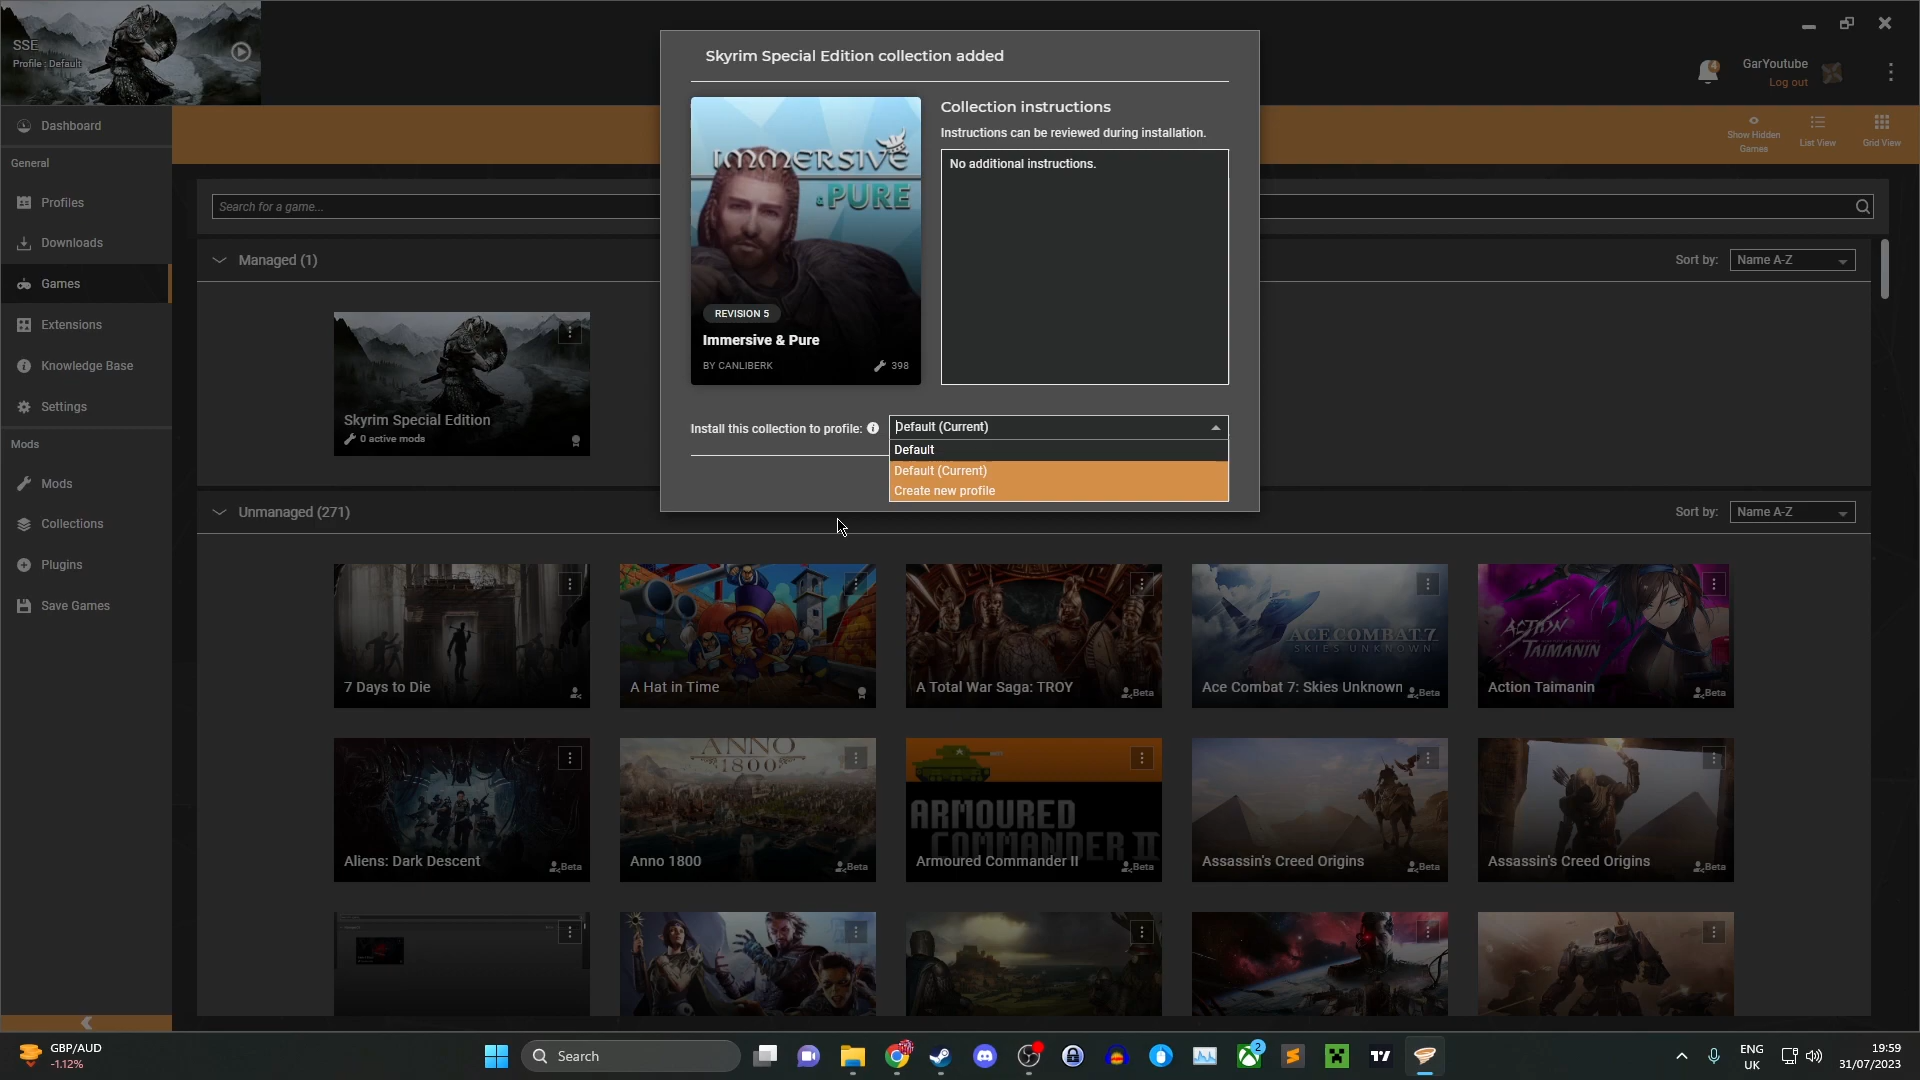 SSE
Profile : Default
4
GarYoutube
Log out
Skyrim Special Edition collection added
IMMERSIVE
& PURE
REVISION 5
Immersive & Pure
BY CANLIBERK
398
Collection instructions
Instructions can be reviewed during installation.
No additional instructions.
Install this collection to profile:
Default (Current)
Default
Default (Current)
Create new profile
Show Hidden
Games
List View
Grid View
Dashboard
General
Profiles
Downloads
Games
Extensions
Knowledge Base
Settings
Mods
Mods
Collections
Plugins
Save Games
Search for a game...
Managed (1)
Sort by:
Name A-Z
Skyrim Special Edition
0 active mods
Unmanaged (271)
Sort by:
Name A-Z
7 Days to Die
A Hat in Time
A Total War Saga: TROY
Beta
ACE COMBAT 7
SKIES UNKNOWN
Ace Combat 7: Skies Unknown
Beta
ACTION
TAIMANIN
Action Taimanin
Beta
Aliens: Dark Descent
Beta
ANNO
1800
Anno 1800
Beta
ARMOURED
COMMANDER II
Armoured Commander II
Beta
Assassin's Creed Origins
Beta
Assassin's Creed Origins
Beta
GBP/AUD
-1.12%
Search
2
ENG
UK
19:59
31/07/2023